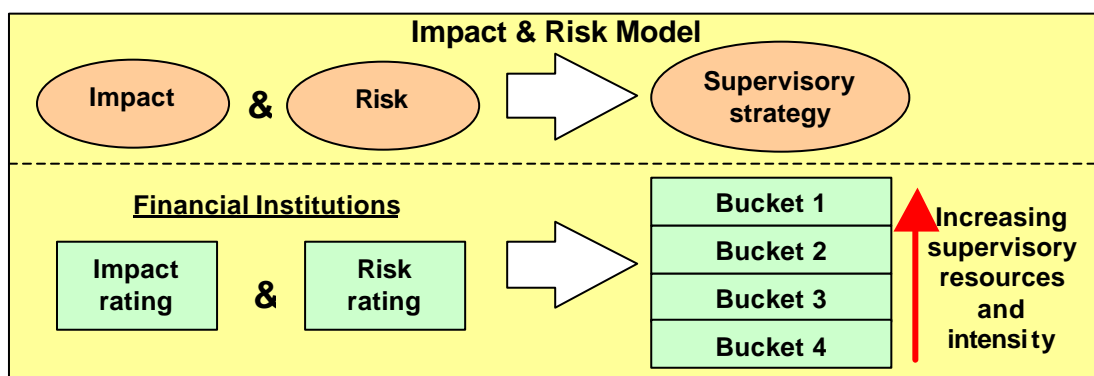 Impact & Risk Model
Impact
&
Risk
Supervisory
strategy
Financial Institutions
Impact
rating
&
Risk
rating
Bucket 1
Bucket 2
Bucket 3
Bucket 4
Increasing
supervisory
resources
and
intensity